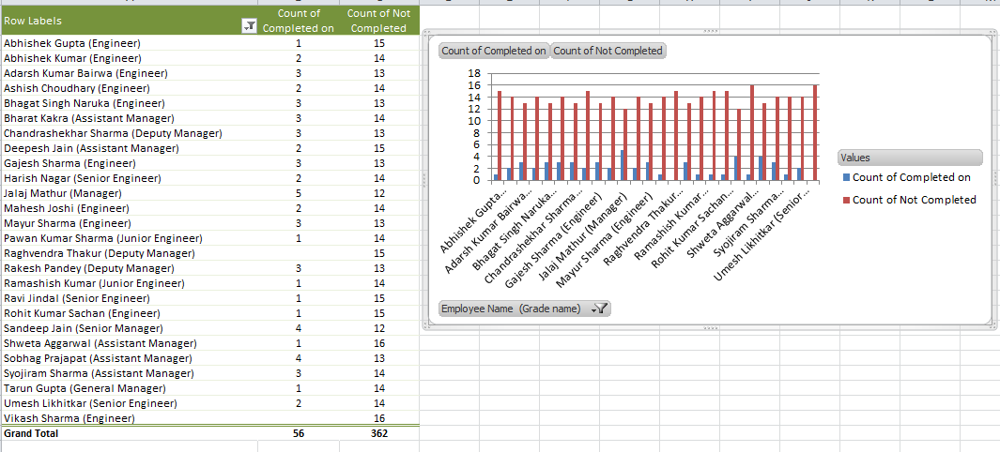 Row Labels Count of Completed on Count of Not Completed
Abhishek Gupta (Engineer) 1 15
Abhishek Kumar (Engineer) 2 14
Adarsh Kumar Bairwa (Engineer) 3 13
Ashish Choudhary (Engineer) 2 14
Bhagat Singh Naruka (Engineer) 3 13
Bharat Kakra (Assistant Manager) 3 14
Chandrashekhar Sharma (Deputy Manager) 3 13
Deepesh Jain (Assistant Manager) 2 15
Gajesh Sharma (Engineer) 3 13
Harish Nagar (Senior Engineer) 2 14
Jalaj Mathur (Manager) 5 12
Mahesh Joshi (Engineer) 2 14
Mayur Sharma (Engineer) 3 13
Pawan Kumar Sharma (Junior Engineer) 1 14
Raghvendra Thakur (Deputy Manager) 15
Rakesh Pandey (Deputy Manager) 3 13
Ramashish Kumar (Junior Engineer) 1 14
Ravi Jindal (Senior Engineer) 1 15
Rohit Kumar Sachan (Engineer) 1 15
Sandeep Jain (Senior Manager) 4 12
Shweta Aggarwal (Assistant Manager) 1 16
Sobhag Prajapat (Assistant Manager) 4 13
Syojiram Sharma (Assistant Manager) 3 14
Tarun Gupta (General Manager) 1 14
Umesh Likhitkar (Senior Engineer) 2 14
Vikash Sharma (Engineer) 16
Grand Total 56 362
Count of Completed on Count of Not Completed
18
16
14
12
10
8
6
4
2
0
Abhishek Gupta...
Adarsh Kumar Bairwa...
Bhagat Singh Naruka...
Chandrashekhar Sharma...
Gajesh Sharma (Engineer)
Jalaj Mathur (Manager)
Mayur Sharma (Engineer)
Raghvendra Thakur...
Ramashish Kumar...
Rohit Kumar Sachan...
Shweta Aggarwal...
Syojiram Sharma...
Umesh Likhitkar (Senior...
Values
Count of Completed on
Count of Not Completed
Employee Name (Grade name)